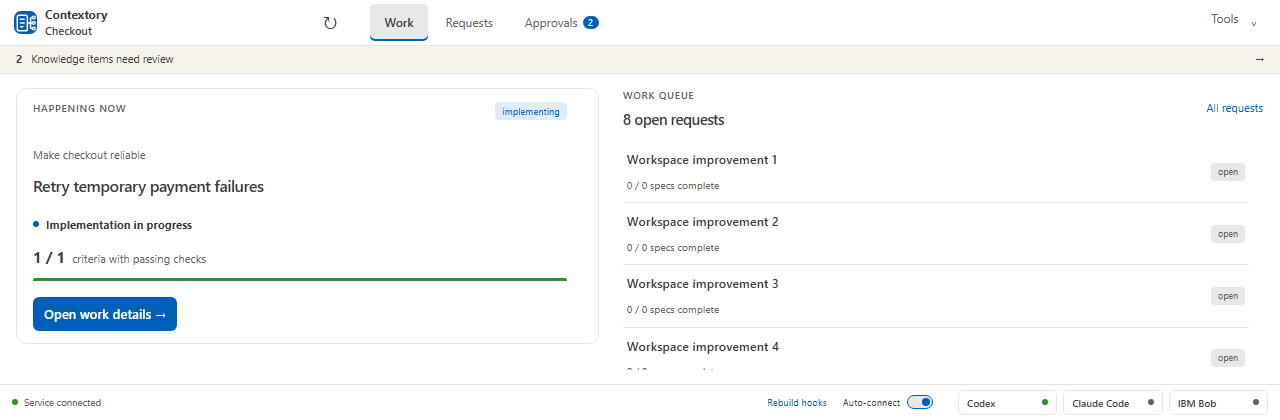 Contextory
Checkout
Work
Requests
Approvals 2
Tools
2 Knowledge items need review →
HAPPENING NOW
implementing
Make checkout reliable
Retry temporary payment failures
Implementation in progress
1 / 1 criteria with passing checks
Open work details →
WORK QUEUE
8 open requests
All requests
Workspace improvement 1
0 / 0 specs complete
open
Workspace improvement 2
0 / 0 specs complete
open
Workspace improvement 3
0 / 0 specs complete
open
Workspace improvement 4
open
Service connected
Rebuild hooks
Auto-connect
Codex
Claude Code
IBM Bob